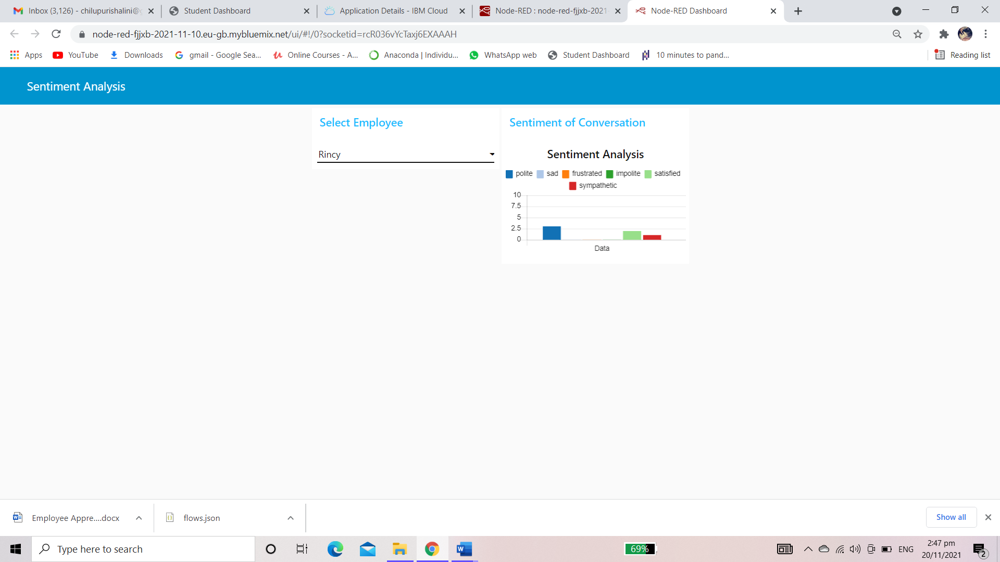 Inbox (3,126) - chilupurishalini@g
Student Dashboard
Application Details - IBM Cloud
Node-RED : node-red-fjjxb-2021-
Node-RED Dashboard
node-red-fjjxb-2021-11-10.eu-gb.mybluemix.net/ui/#!/0?socketid=rcR036vYcTaxj6EXAAAH
Apps
YouTube
Downloads
gmail - Google Sea...
Online Courses - A...
Anaconda | Individu...
WhatsApp web
Student Dashboard
10 minutes to pand...
Reading list
Sentiment Analysis
Select Employee
Rincy
Sentiment of Conversation
Sentiment Analysis
polite sad frustrated impolite satisfied
sympathetic
10
7.5
5
2.5
0
Data
Employee Appre....docx
flows.json
Show all
Type here to search
69%
ENG
2:47 pm
20/11/2021
2